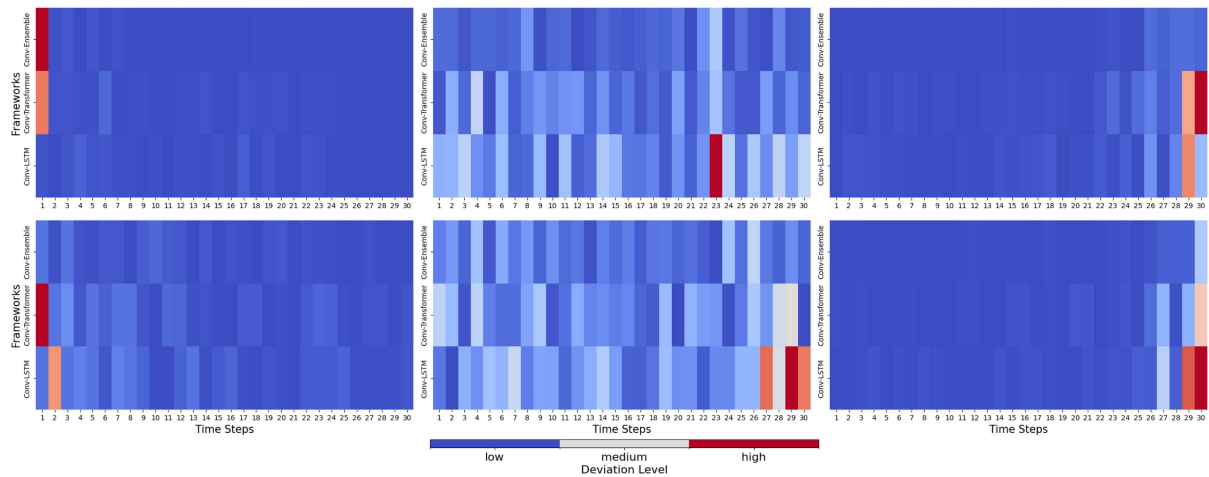 Frameworks
Conv-Ensemble
Conv-Transformer
Conv-LSTM
1 2 3 4 5 6 7 8 9 10 11 12 13 14 15 16 17 18 19 20 21 22 23 24 25 26 27 28 29 30
1 2 3 4 5 6 7 8 9 10 11 12 13 14 15 16 17 18 19 20 21 22 23 24 25 26 27 28 29 30
Conv-Ensemble
Conv-Transformer
Conv-LSTM
1 2 3 4 5 6 7 8 9 10 11 12 13 14 15 16 17 18 19 20 21 22 23 24 25 26 27 28 29 30
Frameworks
Conv-Ensemble
Conv-Transformer
Conv-LSTM
1 2 3 4 5 6 7 8 9 10 11 12 13 14 15 16 17 18 19 20 21 22 23 24 25 26 27 28 29 30
Time Steps
Conv-Ensemble
Conv-Transformer
Conv-LSTM
1 2 3 4 5 6 7 8 9 10 11 12 13 14 15 16 17 18 19 20 21 22 23 24 25 26 27 28 29 30
Time Steps
Conv-Ensemble
Conv-Transformer
Conv-LSTM
1 2 3 4 5 6 7 8 9 10 11 12 13 14 15 16 17 18 19 20 21 22 23 24 25 26 27 28 29 30
Time Steps
low medium high
Deviation Level